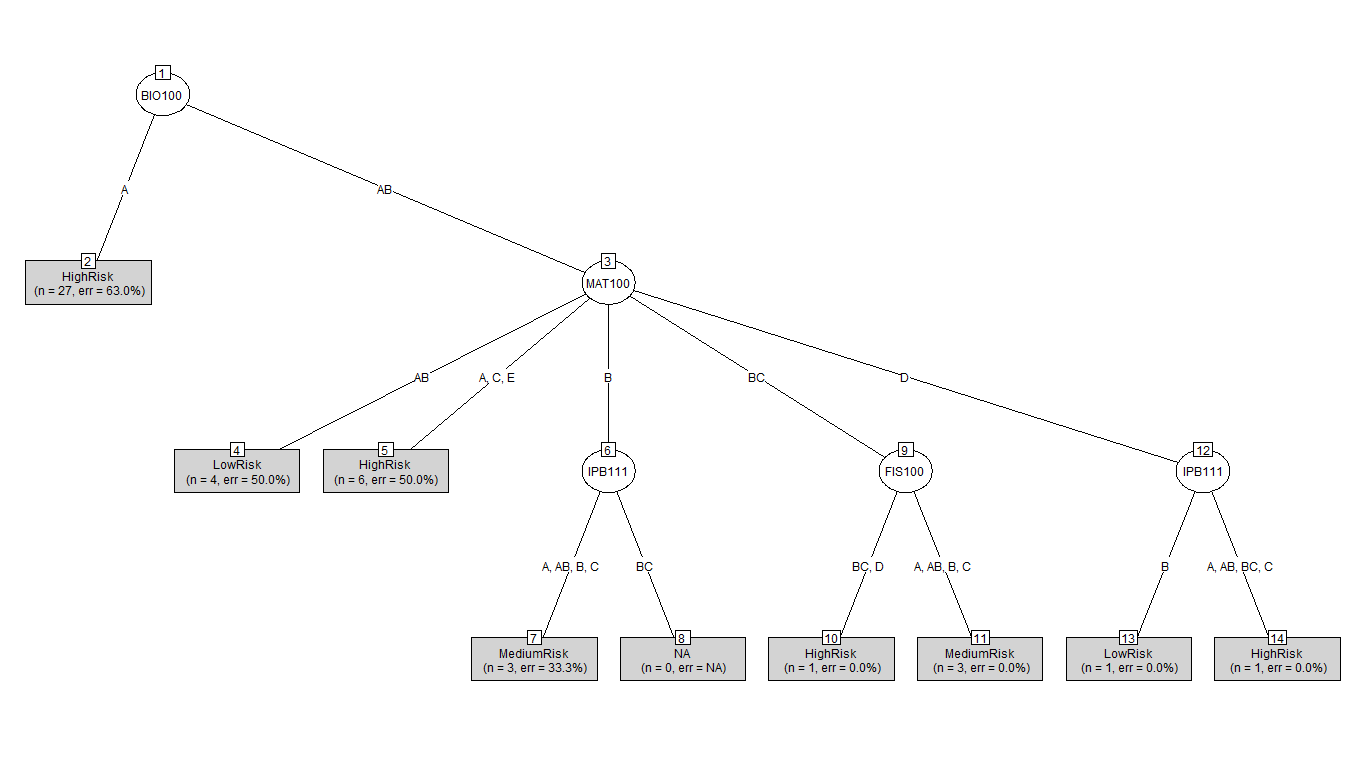 1
BIO100
A
AB
2
HighRisk
(n = 27, err = 63.0%)
3
MAT100
AB
A, C, E
B
BC
D
4
LowRisk
(n = 4, err = 50.0%)
5
HighRisk
(n = 6, err = 50.0%)
6
IPB111
9
FIS100
12
IPB111
A, AB, B, C
BC
BC, D
A, AB, B, C
B
A, AB, BC, C
7
MediumRisk
(n = 3, err = 33.3%)
8
NA
(n = 0, err = NA)
10
HighRisk
(n = 1, err = 0.0%)
11
MediumRisk
(n = 3, err = 0.0%)
13
LowRisk
(n = 1, err = 0.0%)
14
HighRisk
(n = 1, err = 0.0%)